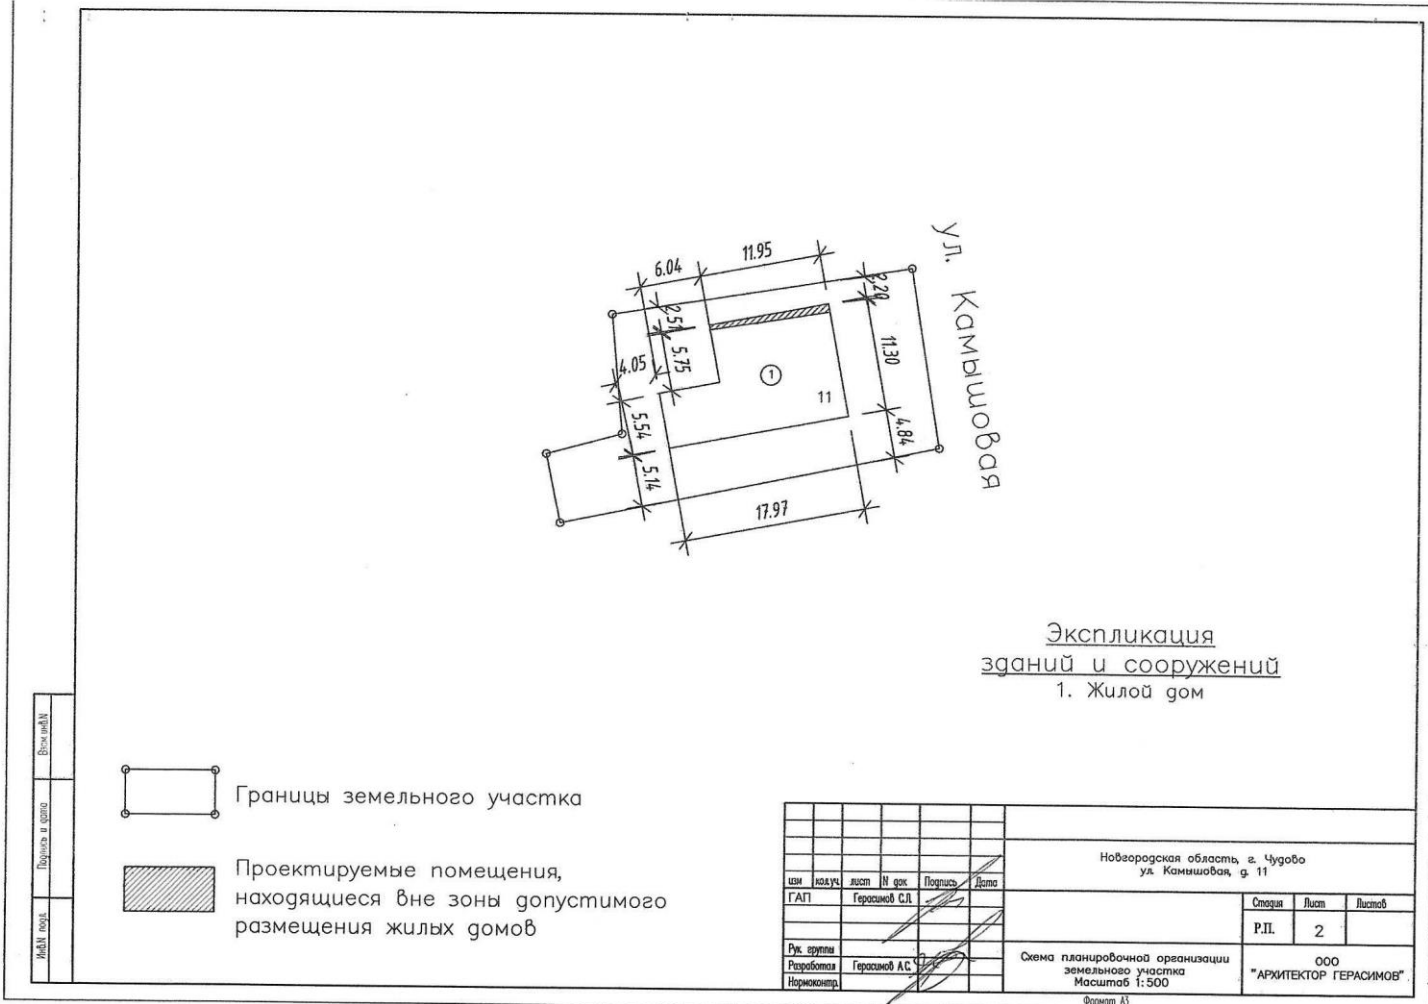 ул. Камышовая
6.04
11.95
2.20
2.51
5.75
4.05
11.30
1
11
5.54
4.84
5.14
17.97
Экспликация
зданий и сооружений
1. Жилой дом
Границы земельного участка
Проектируемые помещения,
находящиеся вне зоны допустимого
размещения жилых домов
Взам инв.N
Подпись и дата
Инв.N подл.
изм кол.уч лист N док Подпись Дата
ГАП Герасимов С.Л.
Рук. группы
Разработал Герасимов А.С.
Нормоконтр.
Новгородская область, г. Чудово
ул. Камышовая, д. 11
Стадия Лист Листов
Р.П. 2
Схема планировочной организации
земельного участка
Масштаб 1:500
ООО
"АРХИТЕКТОР ГЕРАСИМОВ".
Формат А3